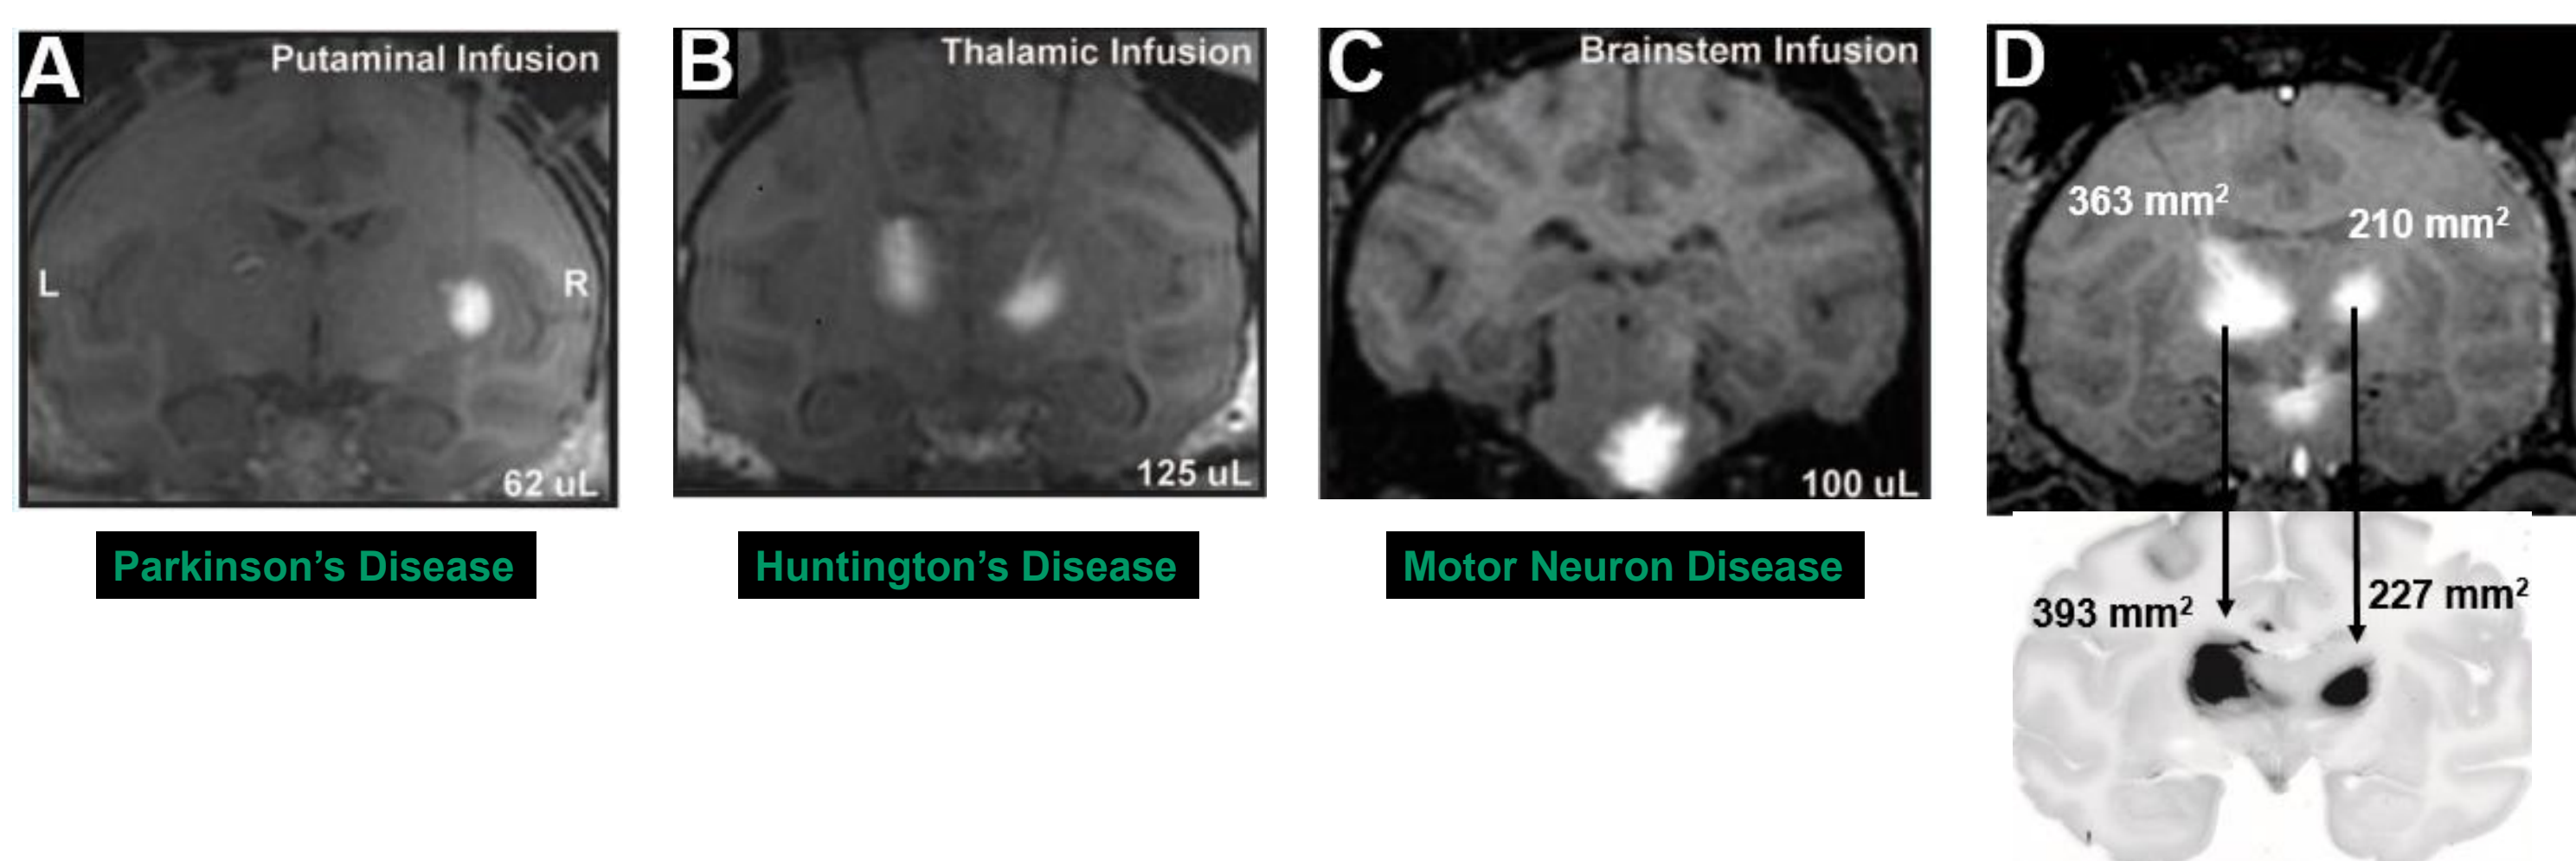 A
Putaminal Infusion
L
R
62 uL
Parkinson's Disease
B
Thalamic Infusion
125 uL
Huntington's Disease
C
Brainstem Infusion
100 uL
Motor Neuron Disease
D
363 mm²
210 mm²
393 mm²
227 mm²